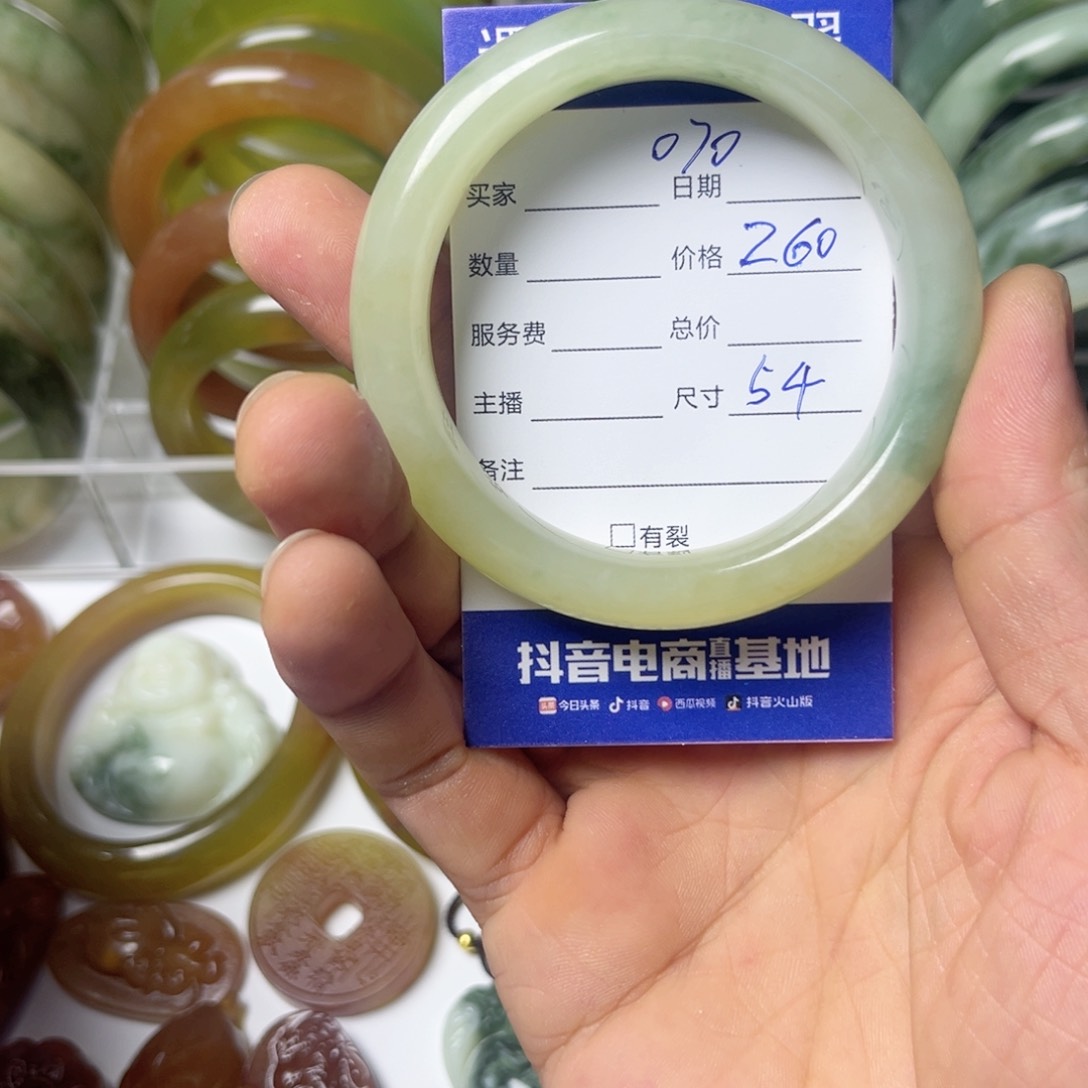 070
买家 日期
数量 价格 260
服务费 总价
主播 尺寸 54
备注
□有裂
抖音电商直播基地
今日头条 抖音 西瓜视频 抖音火山版